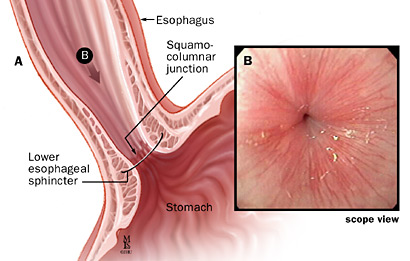 Esophagus
B
A
Squamo-
columnar
junction
B
Lower
esophageal
sphincter
Stomach
scope view